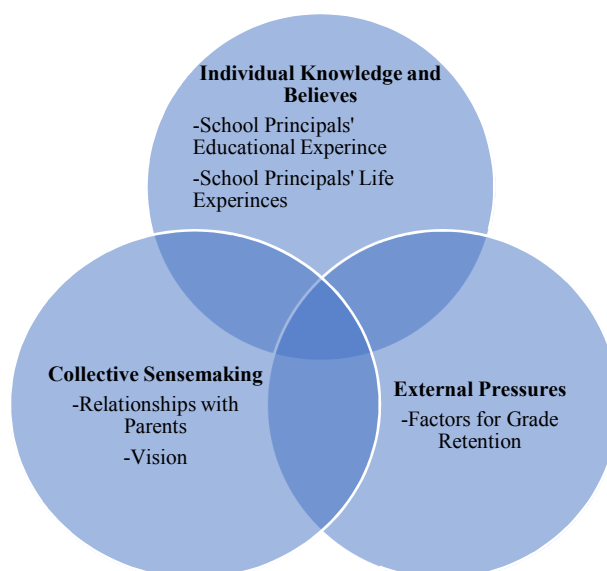 Individual Knowledge and
Believes
-School Principals'
Educational Experince
-School Principals' Life
Experinces
Collective Sensemaking
-Relationships with
Parents
-Vision
External Pressures
-Factors for Grade
Retention